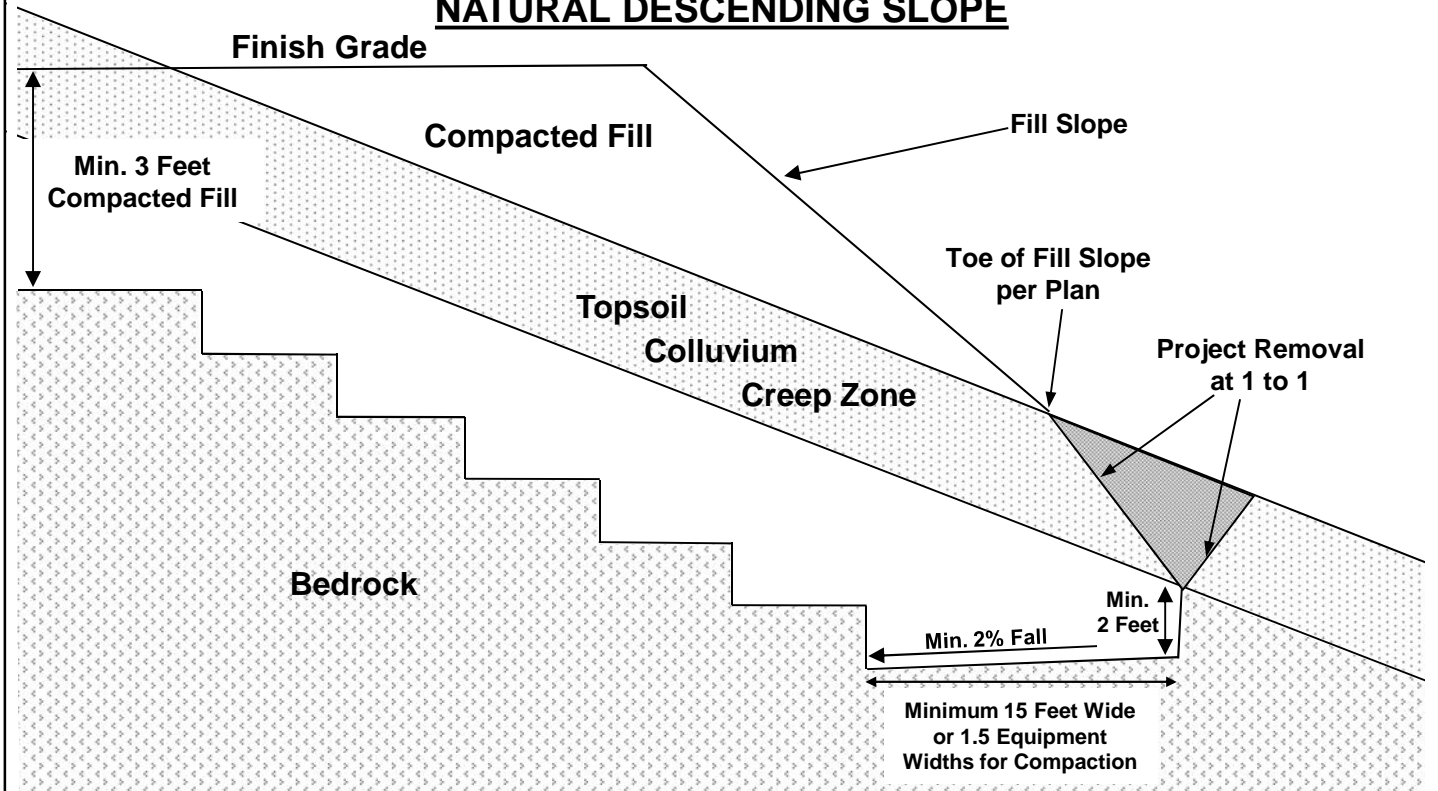 NATURAL DESCENDING SLOPE
Finish Grade
Compacted Fill
Fill Slope
Min. 3 Feet
Compacted Fill
Toe of Fill Slope
per Plan
Topsoil
Colluvium
Creep Zone
Project Removal
at 1 to 1
Bedrock
Min.
2 Feet
Min. 2% Fall
Minimum 15 Feet Wide
or 1.5 Equipment
Widths for Compaction